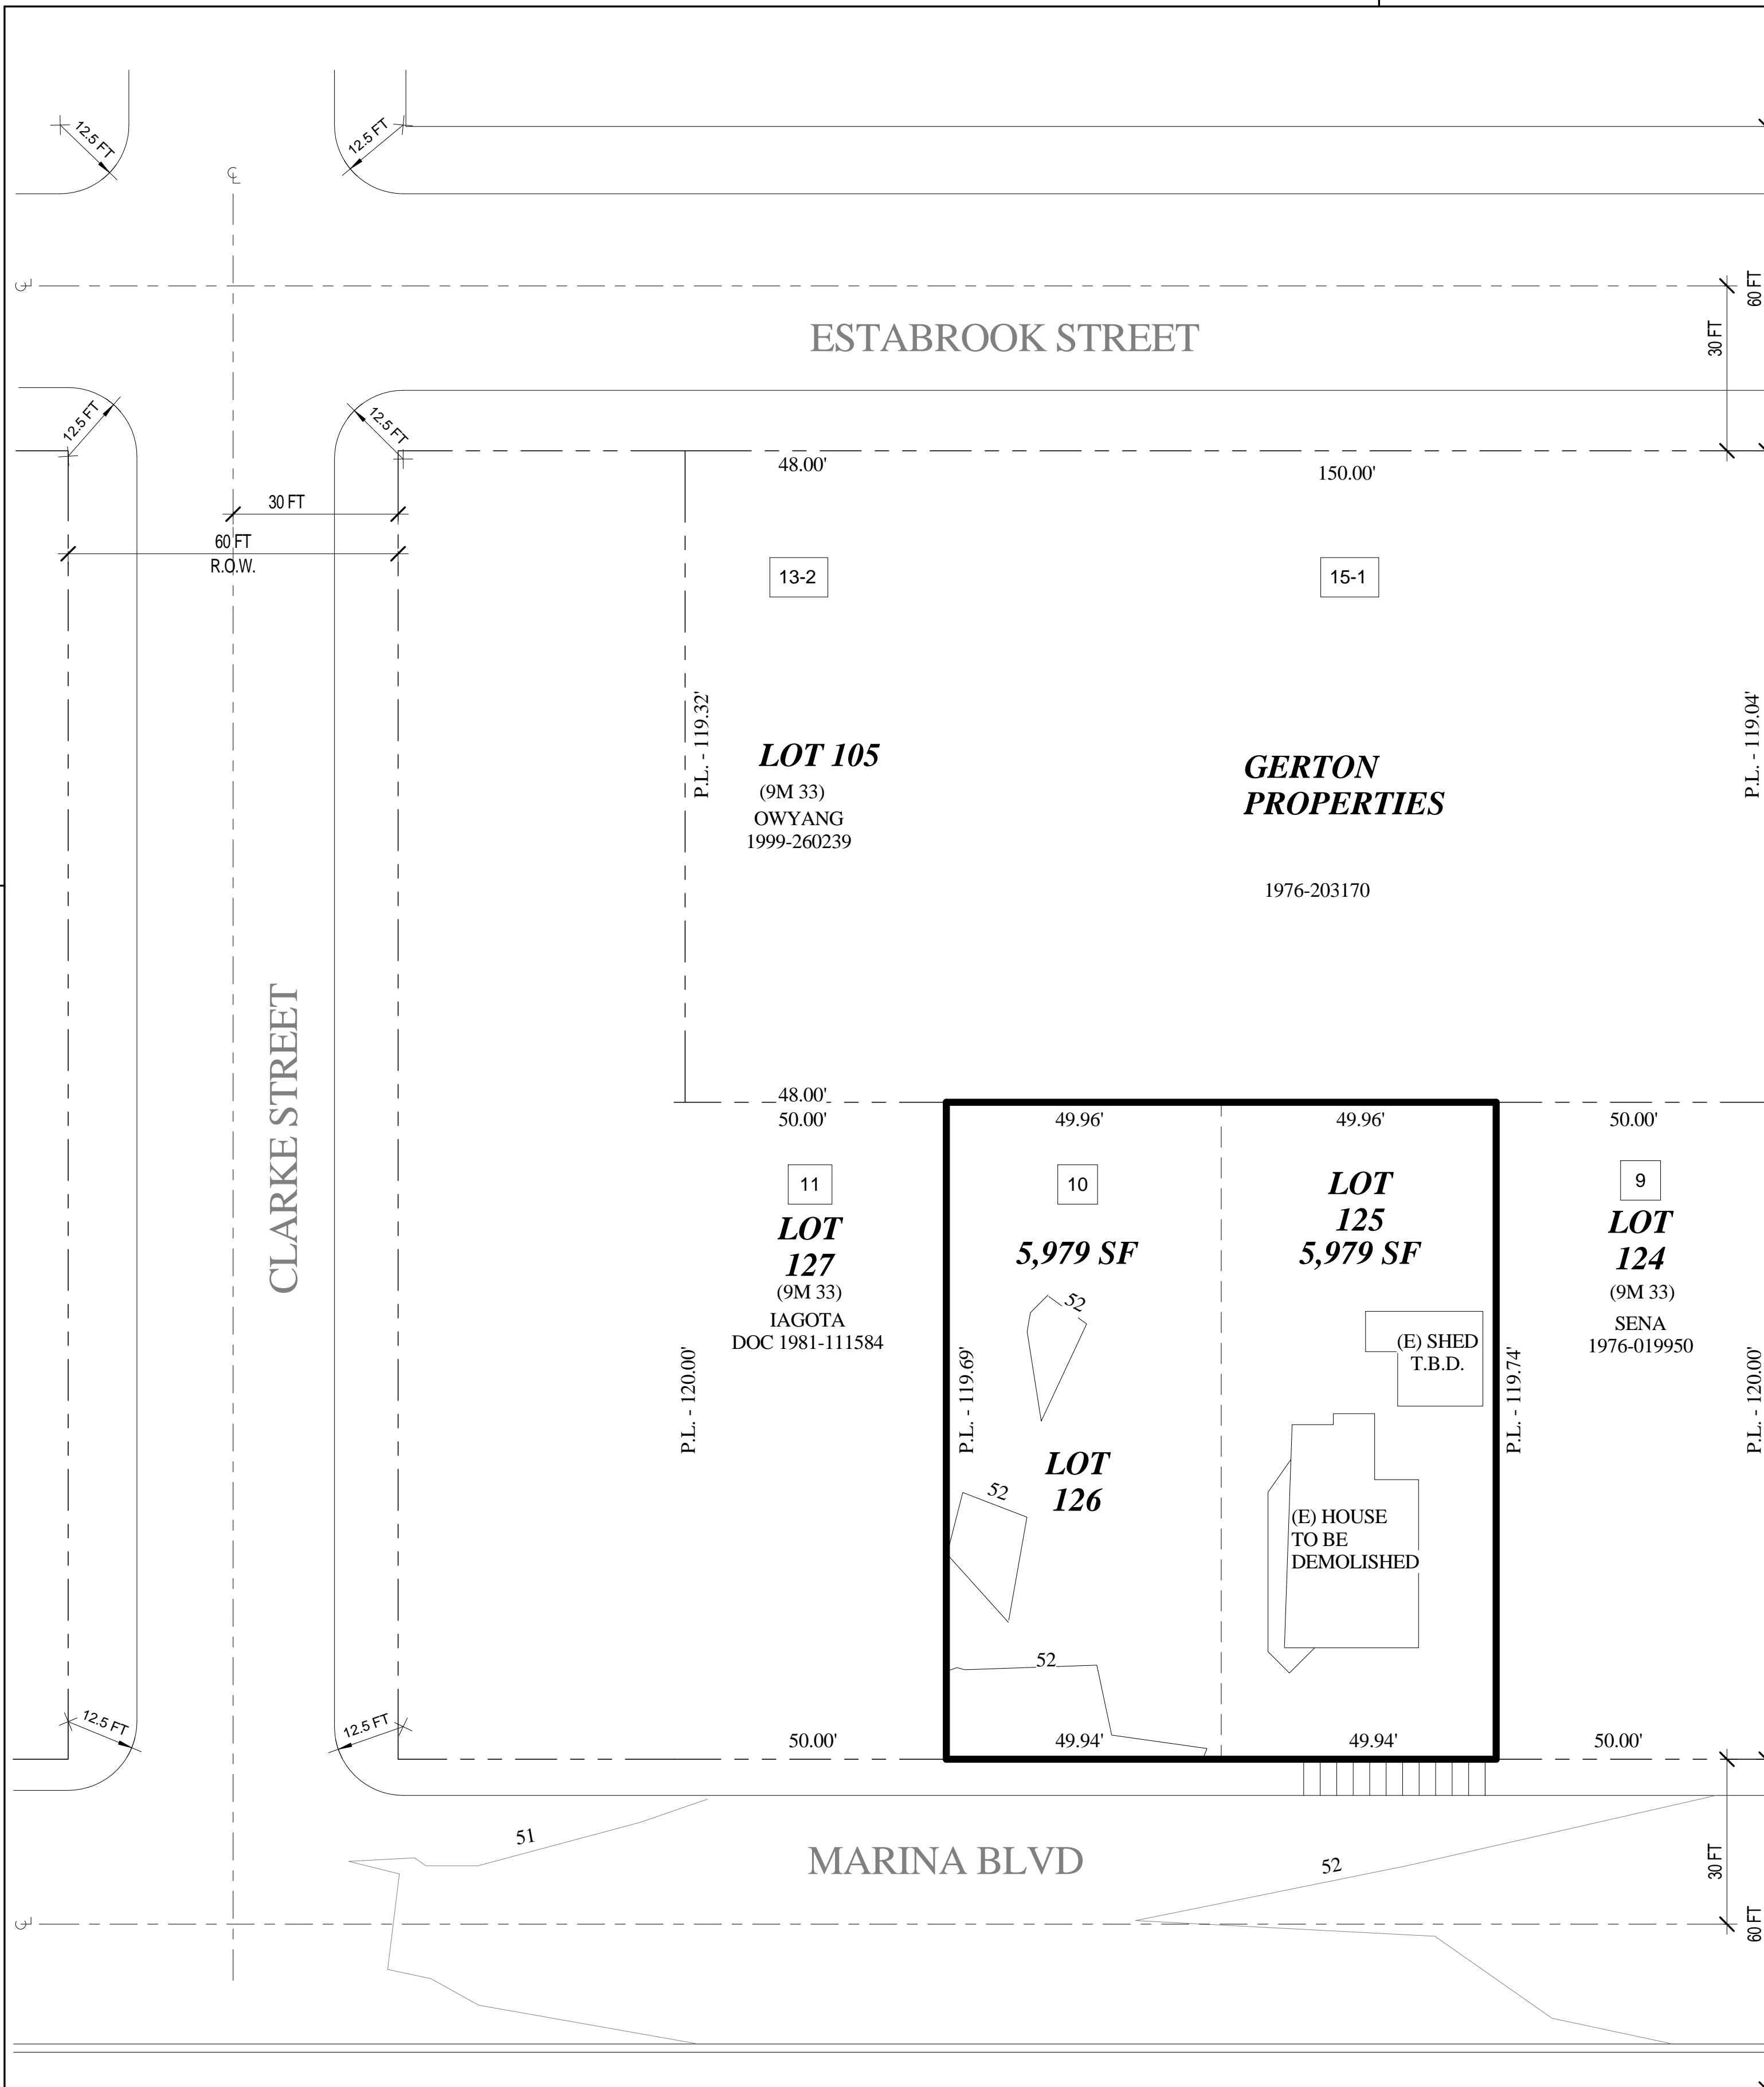 12.5 FT
12.5 FT
℄
℄
60 FT
ESTABROOK STREET
30 FT
12.5 FT
12.5 FT
48.00'
150.00'
30 FT
60 FT
R.O.W.
13-2
15-1
P.L. - 119.32'
P.L. - 119.04'
LOT 105
(9M 33)
OWYANG
1999-260239
GERTON
PROPERTIES
1976-203170
CLARKE STREET
48.00'
50.00'
49.96'
49.96'
50.00'
11
LOT
127
(9M 33)
IAGOTA
DOC 1981-111584
10
5,979 SF
LOT
125
5,979 SF
9
LOT
124
(9M 33)
SENA
1976-019950
52
(E) SHED
T.B.D.
P.L. - 120.00'
P.L. - 119.69'
P.L. - 119.74'
P.L. - 120.00'
LOT
126
52
(E) HOUSE
TO BE
DEMOLISHED
52
12.5 FT
12.5 FT
50.00'
49.94'
49.94'
50.00'
51
MARINA BLVD
52
30 FT
℄
60 FT